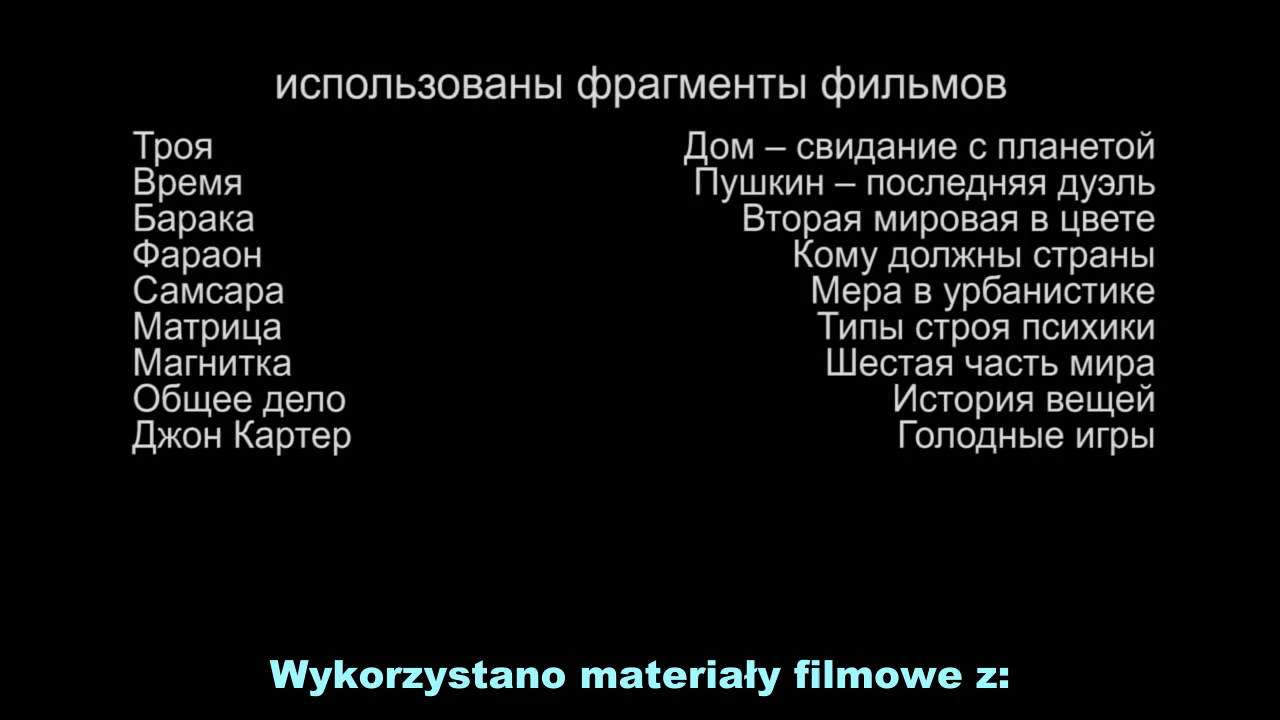 использованы фрагменты фильмов
Троя
Время
Барака
Фараон
Самсара
Матрица
Магнитка
Общее дело
Джон Картер
Дом – свидание с планетой
Пушкин – последняя дуэль
Вторая мировая в цвете
Кому должны страны
Мера в урбанистике
Типы строя психики
Шестая часть мира
История вещей
Голодные игры
Wykorzystano materiały filmowe z: